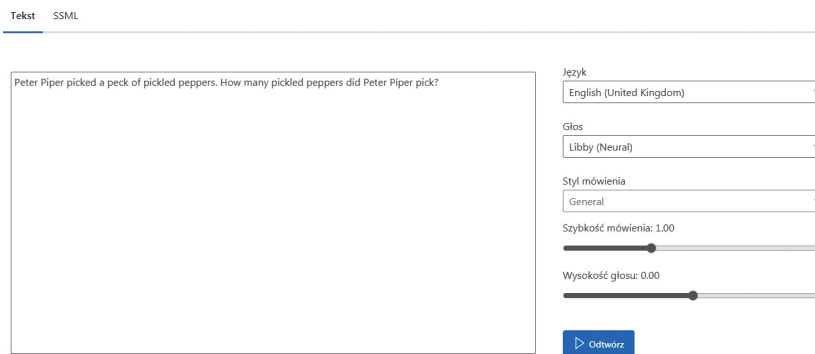 Tekst SSML
Peter Piper picked a peck of pickled peppers. How many pickled peppers did Peter Piper pick?
Język
English (United Kingdom)
Głos
Libby (Neural)
Styl mówienia
General
Szybkość mówienia: 1.00
Wysokość głosu: 0.00
Odtwórz